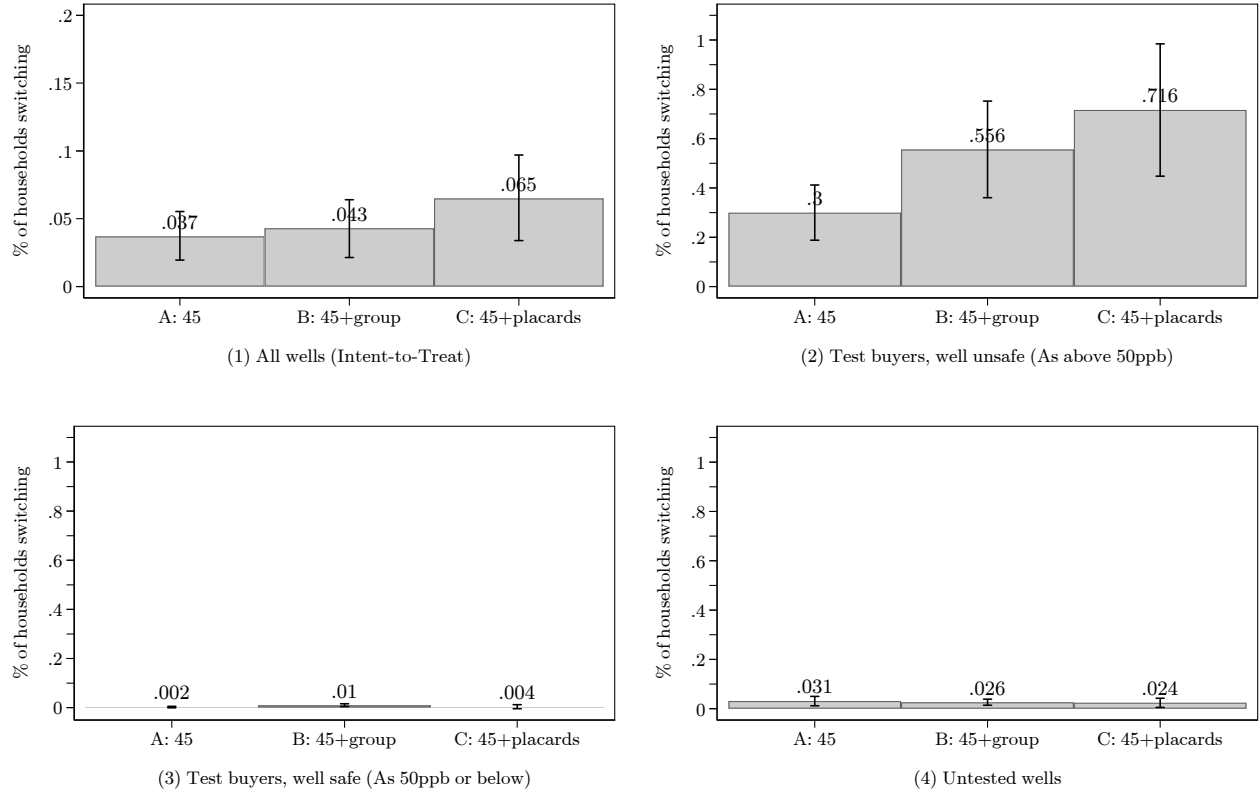 % of households switching
.2
.15
.1
.05
0
.037
.043
.065
A: 45
B: 45+group
C: 45+placards
(1) All wells (Intent-to-Treat)
% of households switching
1
.8
.6
.4
.2
0
.3
.556
.716
A: 45
B: 45+group
C: 45+placards
(2) Test buyers, well unsafe (As above 50ppb)
% of households switching
1
.8
.6
.4
.2
0
.002
.01
.004
A: 45
B: 45+group
C: 45+placards
(3) Test buyers, well safe (As 50ppb or below)
% of households switching
1
.8
.6
.4
.2
0
.031
.026
.024
A: 45
B: 45+group
C: 45+placards
(4) Untested wells